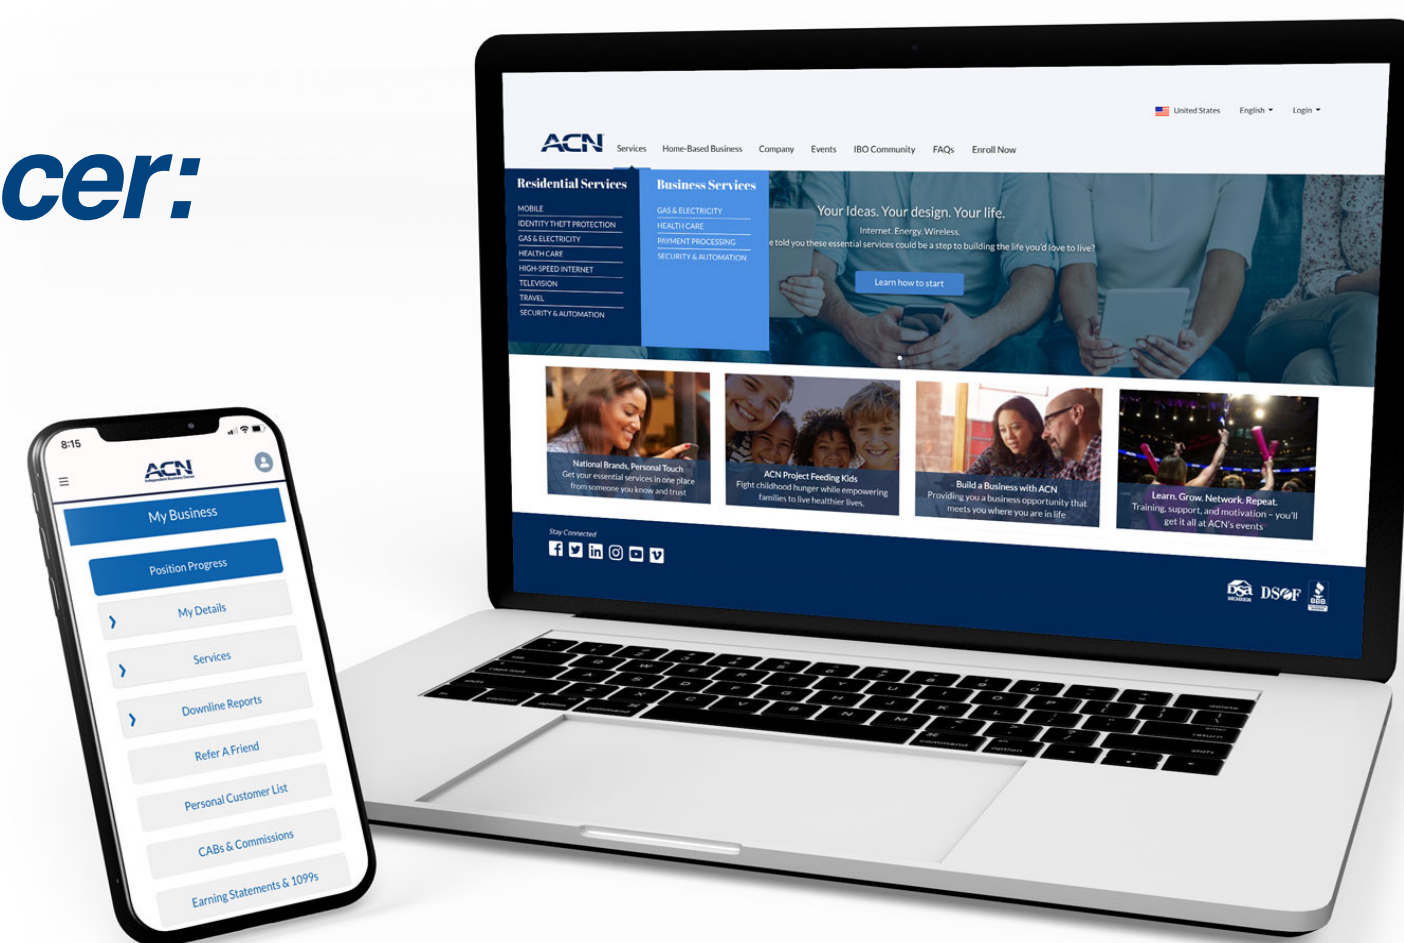 cer:
United States English Login
ACN Services Home-Based Business Company Events IBO Community FAQs Enroll Now
Residential Services
MOBILE
IDENTITY THEFT PROTECTION
GAS & ELECTRICITY
HEALTH CARE
HIGH-SPEED INTERNET
TELEVISION
TRAVEL
SECURITY & AUTOMATION
Business Services
GAS & ELECTRICITY
HEALTH CARE
PAYMENT PROCESSING
SECURITY & AUTOMATION
Your Ideas. Your design. Your life.
Internet. Energy. Wireless.
e told you these essential services could be a step to building the life you'd love to live?
Learn how to start
National Brands, Personal Touch
Get your essential services in one place
from someone you know and trust
ACN Project Feeding Kids
Fight childhood hunger while empowering
families to live healthier lives.
Build a Business with ACN
Providing you a business opportunity that
meets you where you are in life
Learn. Grow. Network. Repeat.
Training, support, and motivation – you'll
get it all at ACN's events
Stay Connected
DSA
MEMBER
DSEF
BBB
8:15
ACN
Independent Business Owner
My Business
Position Progress
My Details
Services
Downline Reports
Refer A Friend
Personal Customer List
CABs & Commissions
Earning Statements & 1099s